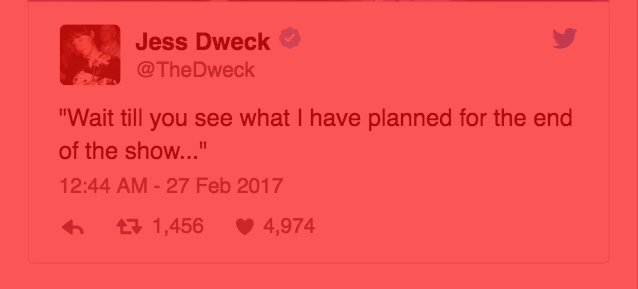 Jess Dweck
@TheDweck
"Wait till you see what I have planned for the end
of the show..."
12:44 AM - 27 Feb 2017
1,456 4,974